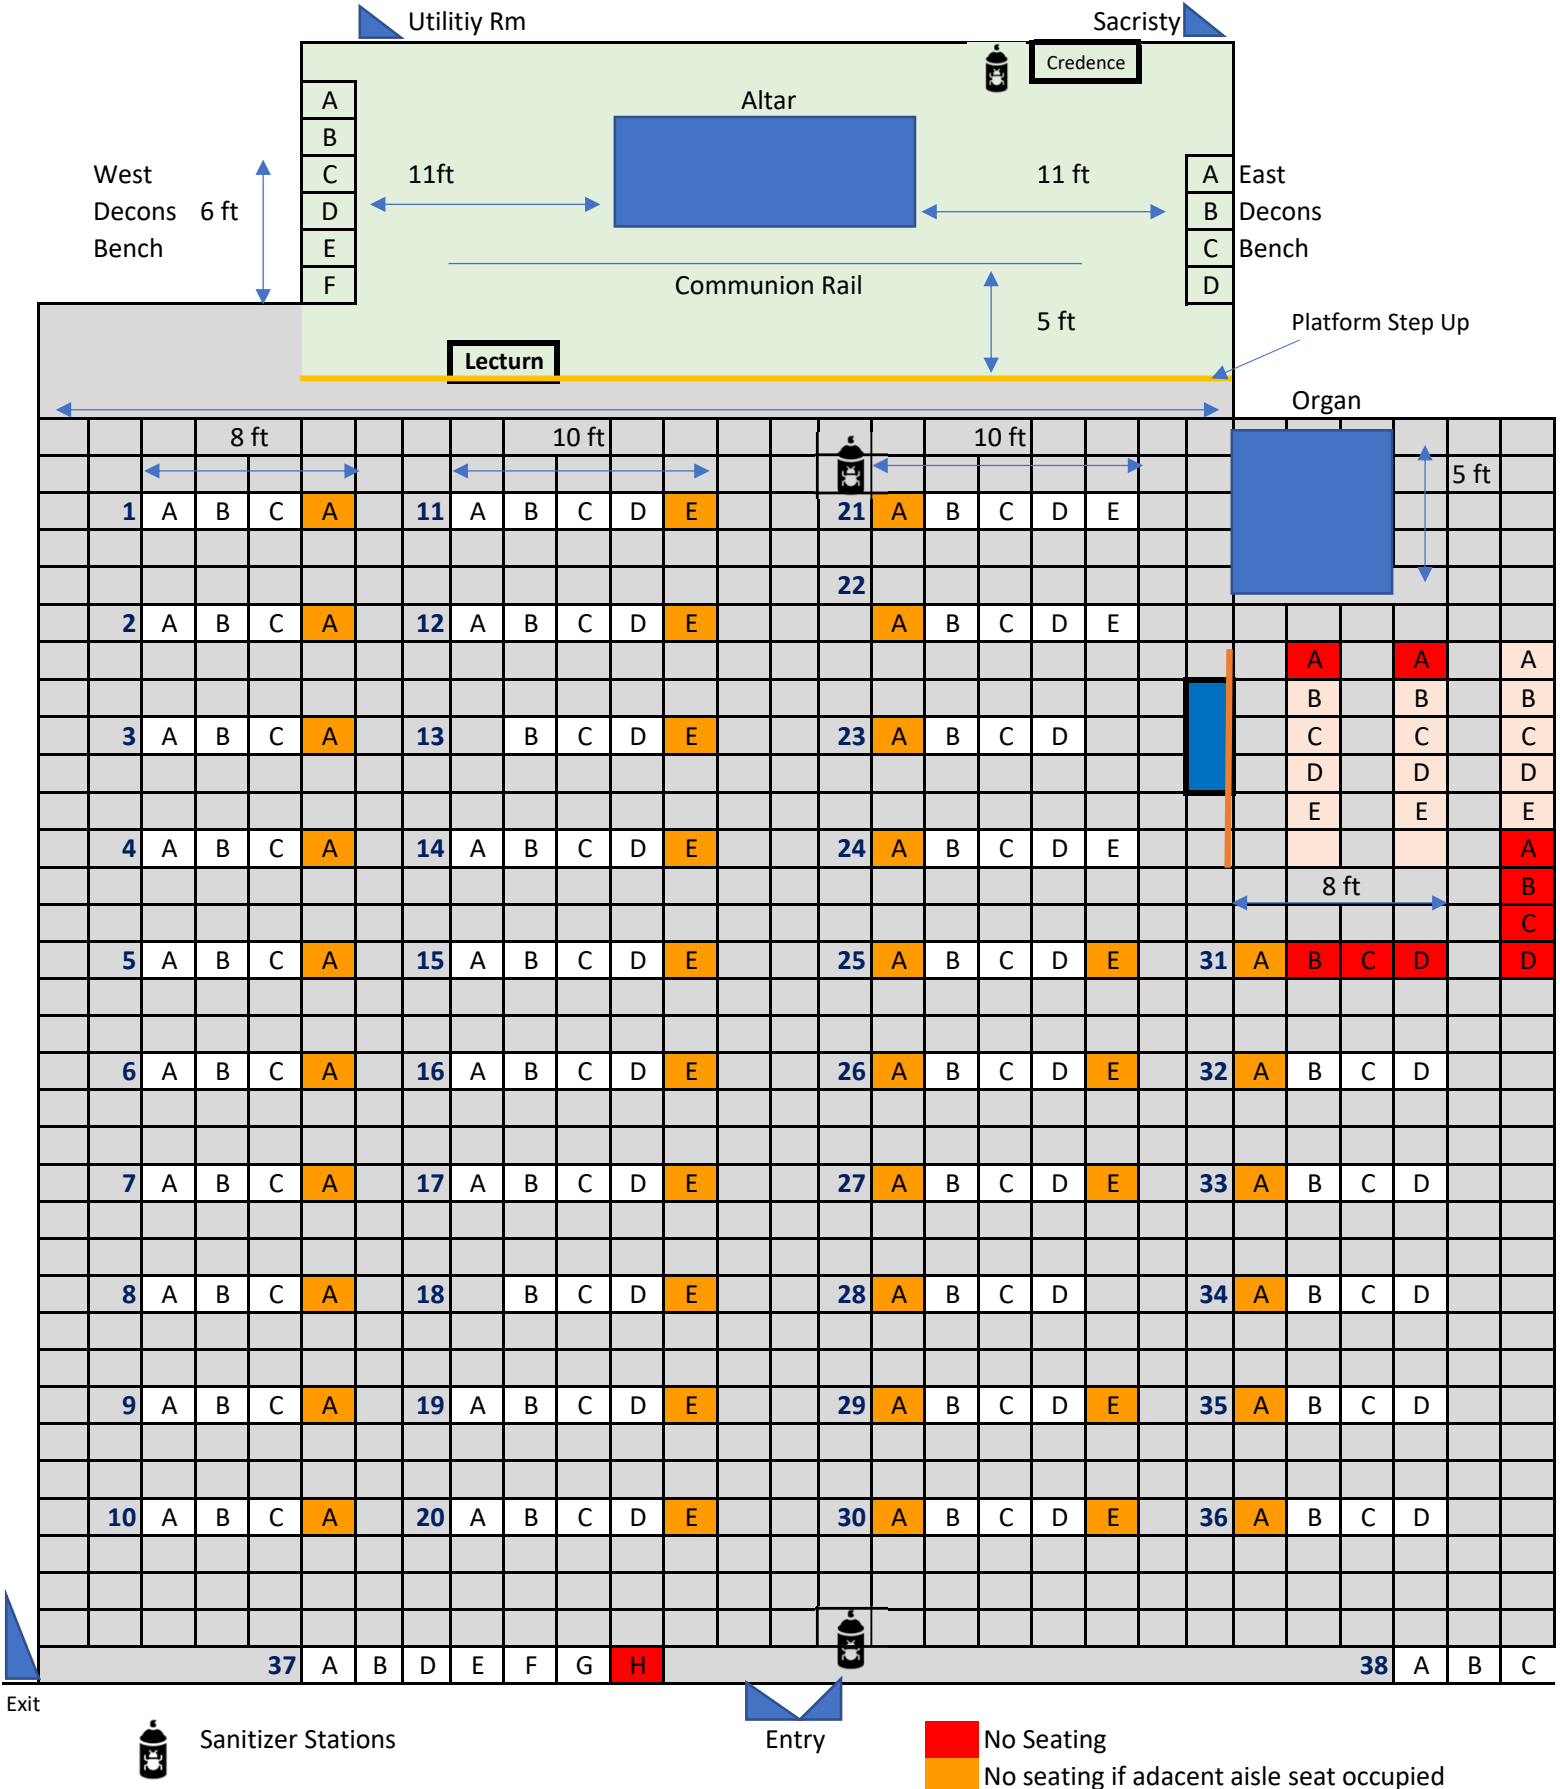 Utilitiy Rm Sacristy
Credence
A Altar
B
West C 11ft 11 ft A East
Decons 6 ft D B Decons
Bench E C Bench
F Communion Rail D
5 ft Platform Step Up
Lecturn
Organ
8 ft 10 ft 10 ft
5 ft
1 A B C A 11 A B C D E 21 A B C D E
22
2 A B C A 12 A B C D E A B C D E
A A A
B B B
3 A B C A 13 B C D E 23 A B C D C C C
D D D
E E E
4 A B C A 14 A B C D E 24 A B C D E A
8 ft B
C
5 A B C A 15 A B C D E 25 A B C D E 31 A B C D D
6 A B C A 16 A B C D E 26 A B C D E 32 A B C D
7 A B C A 17 A B C D E 27 A B C D E 33 A B C D
8 A B C A 18 B C D E 28 A B C D 34 A B C D
9 A B C A 19 A B C D E 29 A B C D E 35 A B C D
10 A B C A 20 A B C D E 30 A B C D E 36 A B C D
37 A B D E F G H 38 A B C
Exit
Sanitizer Stations Entry No Seating
No seating if adacent aisle seat occupied